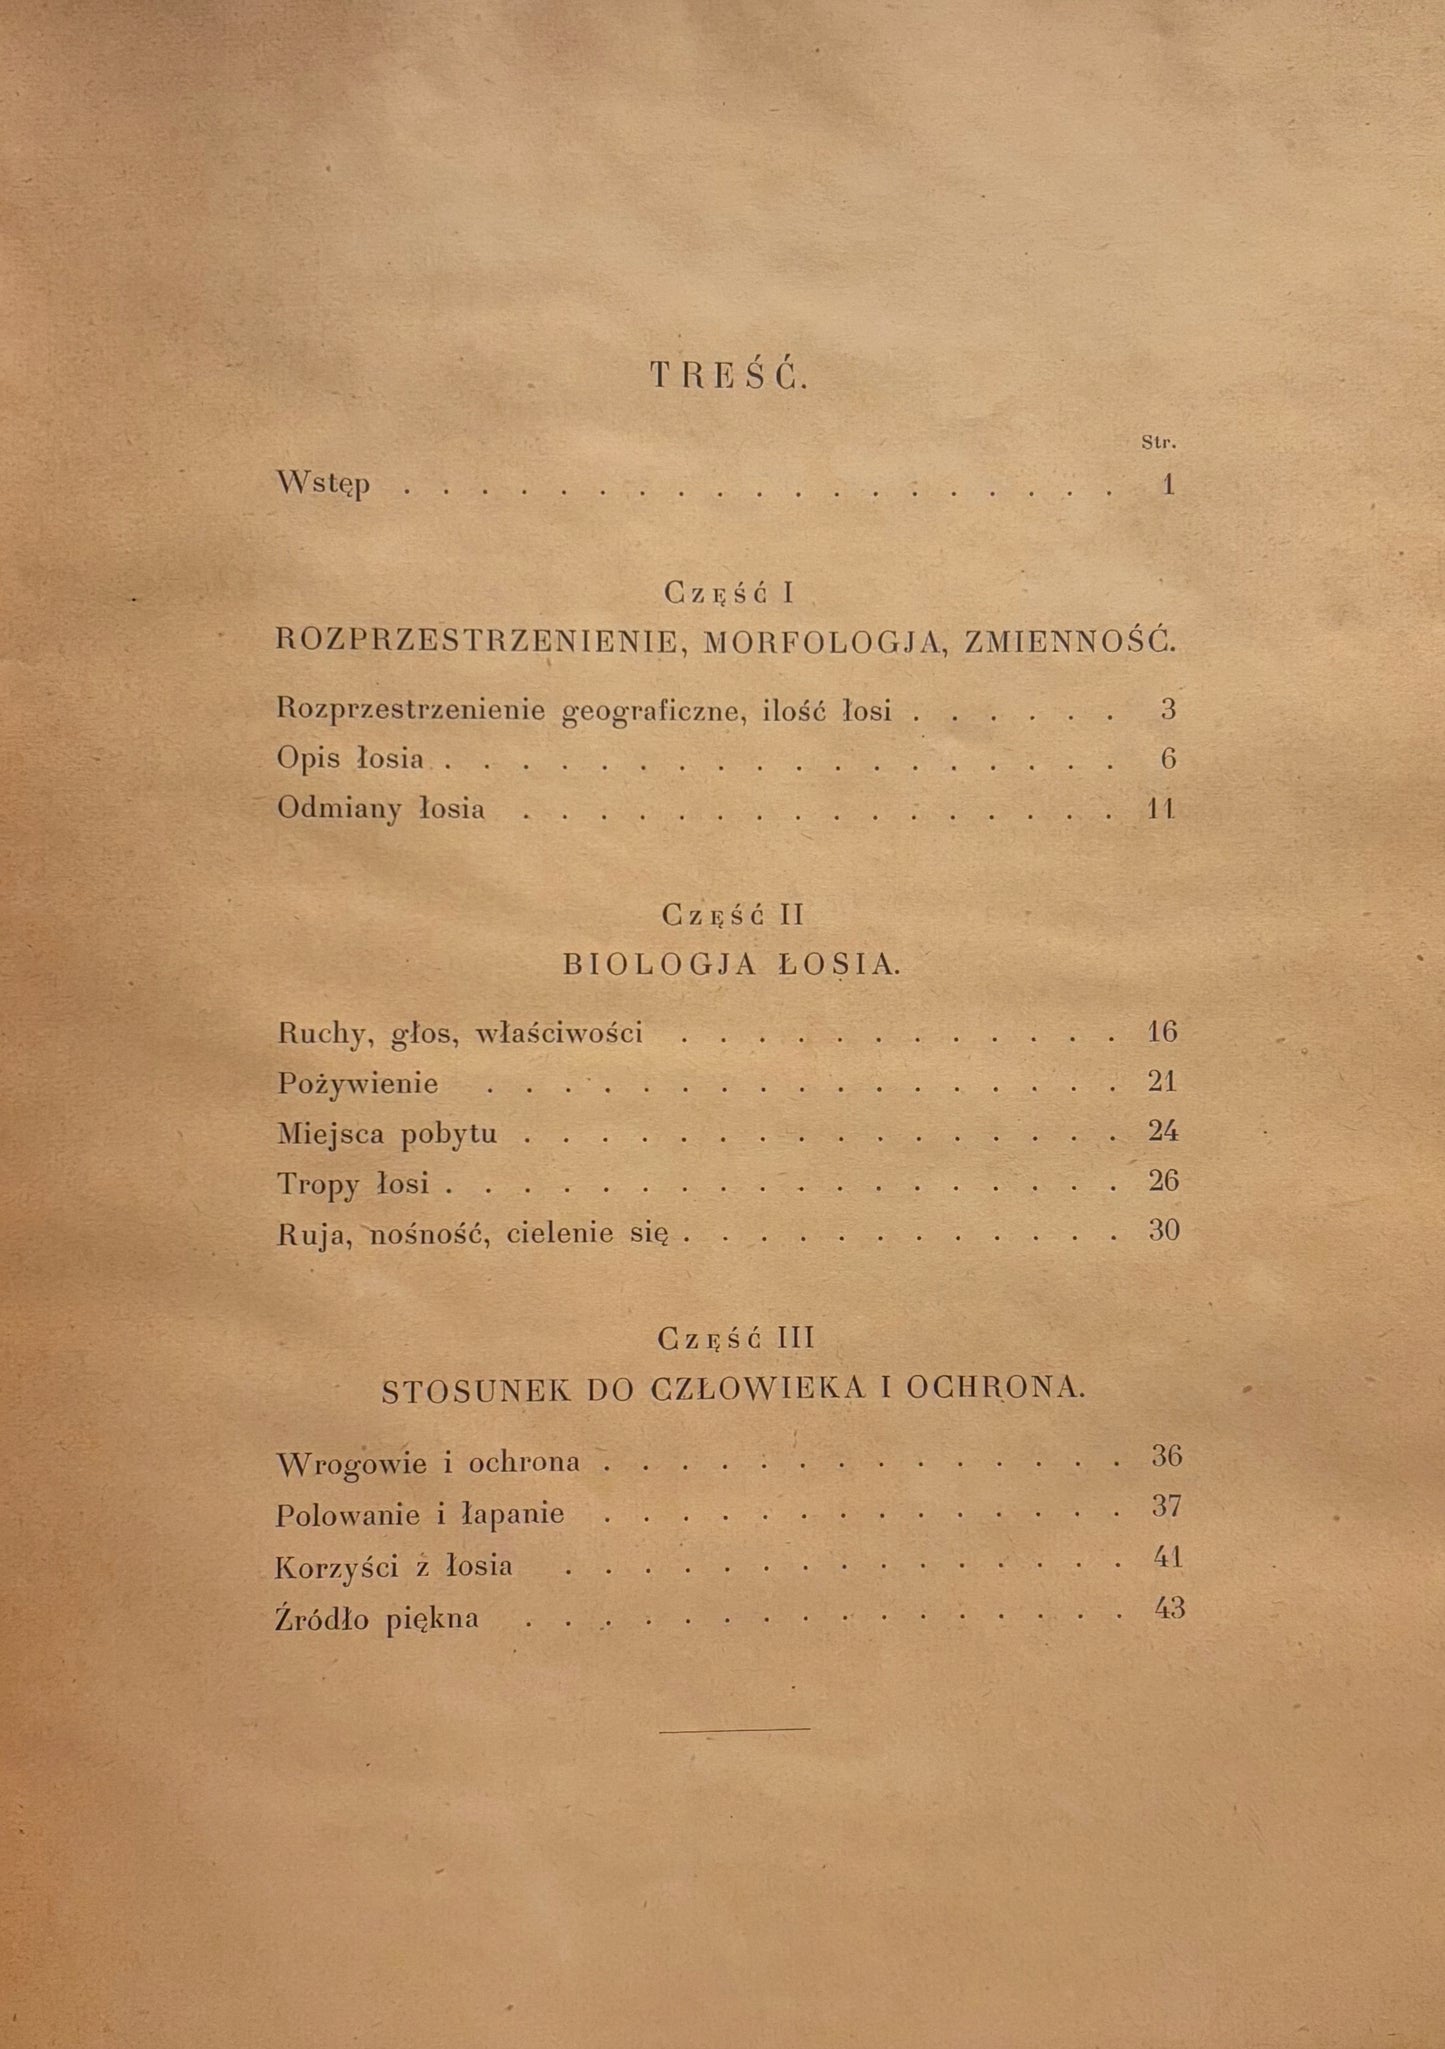 TREŚĆ.
Str.
Wstęp . . . . . . . . . . . . . . . . . . . 1
Część I
ROZPRZESTRZENIENIE, MORFOLOGJA, ZMIENNOŚĆ.
Rozprzestrzenienie geograficzne, ilość łosi . . . . . . 3
Opis łosia . . . . . . . . . . . . . . . . . . 6
Odmiany łosia . . . . . . . . . . . . . . . . 11
Część II
BIOLOGJA ŁOSIA.
Ruchy, głos, właściwości . . . . . . . . . . . . 16
Pożywienie . . . . . . . . . . . . . . . . . 21
Miejsca pobytu . . . . . . . . . . . . . . . . 24
Tropy łosi . . . . . . . . . . . . . . . . . . 26
Ruja, nośność, cielenie się . . . . . . . . . . . . 30
Część III
STOSUNEK DO CZŁOWIEKA I OCHRONA.
Wrogowie i ochrona . . . . . . . . . . . . . . 36
Polowanie i łapanie . . . . . . . . . . . . . . 37
Korzyści z łosia . . . . . . . . . . . . . . . 41
Źródło piękna . . . . . . . . . . . . . . . . 43